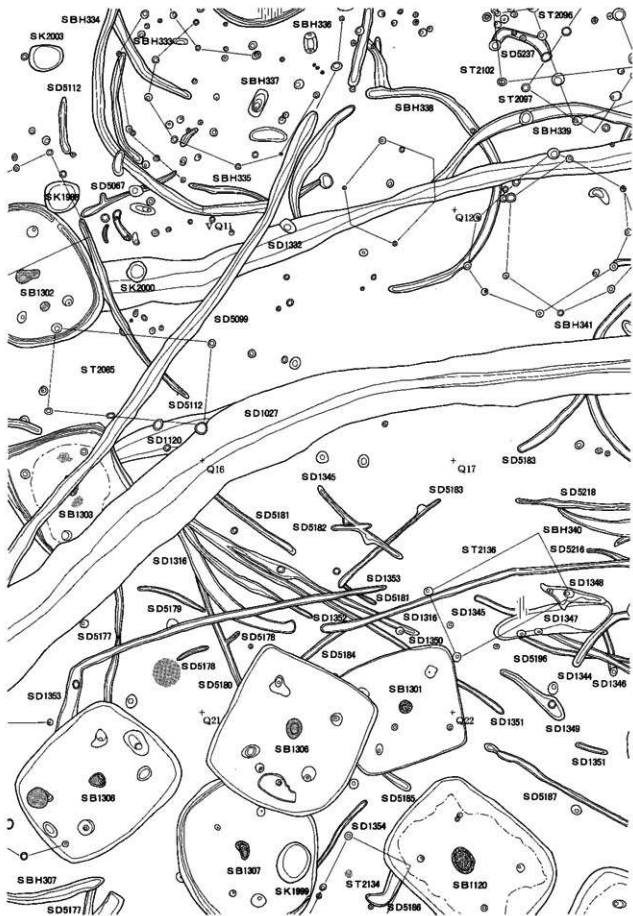 SBH334
SBH336
ST2096
SK2003
SBH333
SD5237
ST2102
SBH337
SD5112
ST2097
SBH338
SBH339
SBH335
SD5067
SK1988
Q11
Q12
SD1332
SK2000
SB1302
SD5099
SBH341
ST2085
SD5112
SD1027
SD1120
SD5183
Q16
Q17
SD1345
SD5183
SD5218
SB1303
SD5181
SD5182
SBH340
ST2136
SD5216
SD1316
SD1353
SD1348
SD5179
SD5181
SD1352
SD1316
SD1345
SD1347
SD5177
SD5178
SD1350
SD5184
SD5196
SD5178
SD1344
SD5180
SB1301
SD1346
SD1353
Q21
Q22
SD1351
SD1349
SB1306
SD1351
SB1308
SD5185
SD5187
SD1354
SB1307
SK1999
ST2134
SB1120
SBH307
SD5177
SD5186